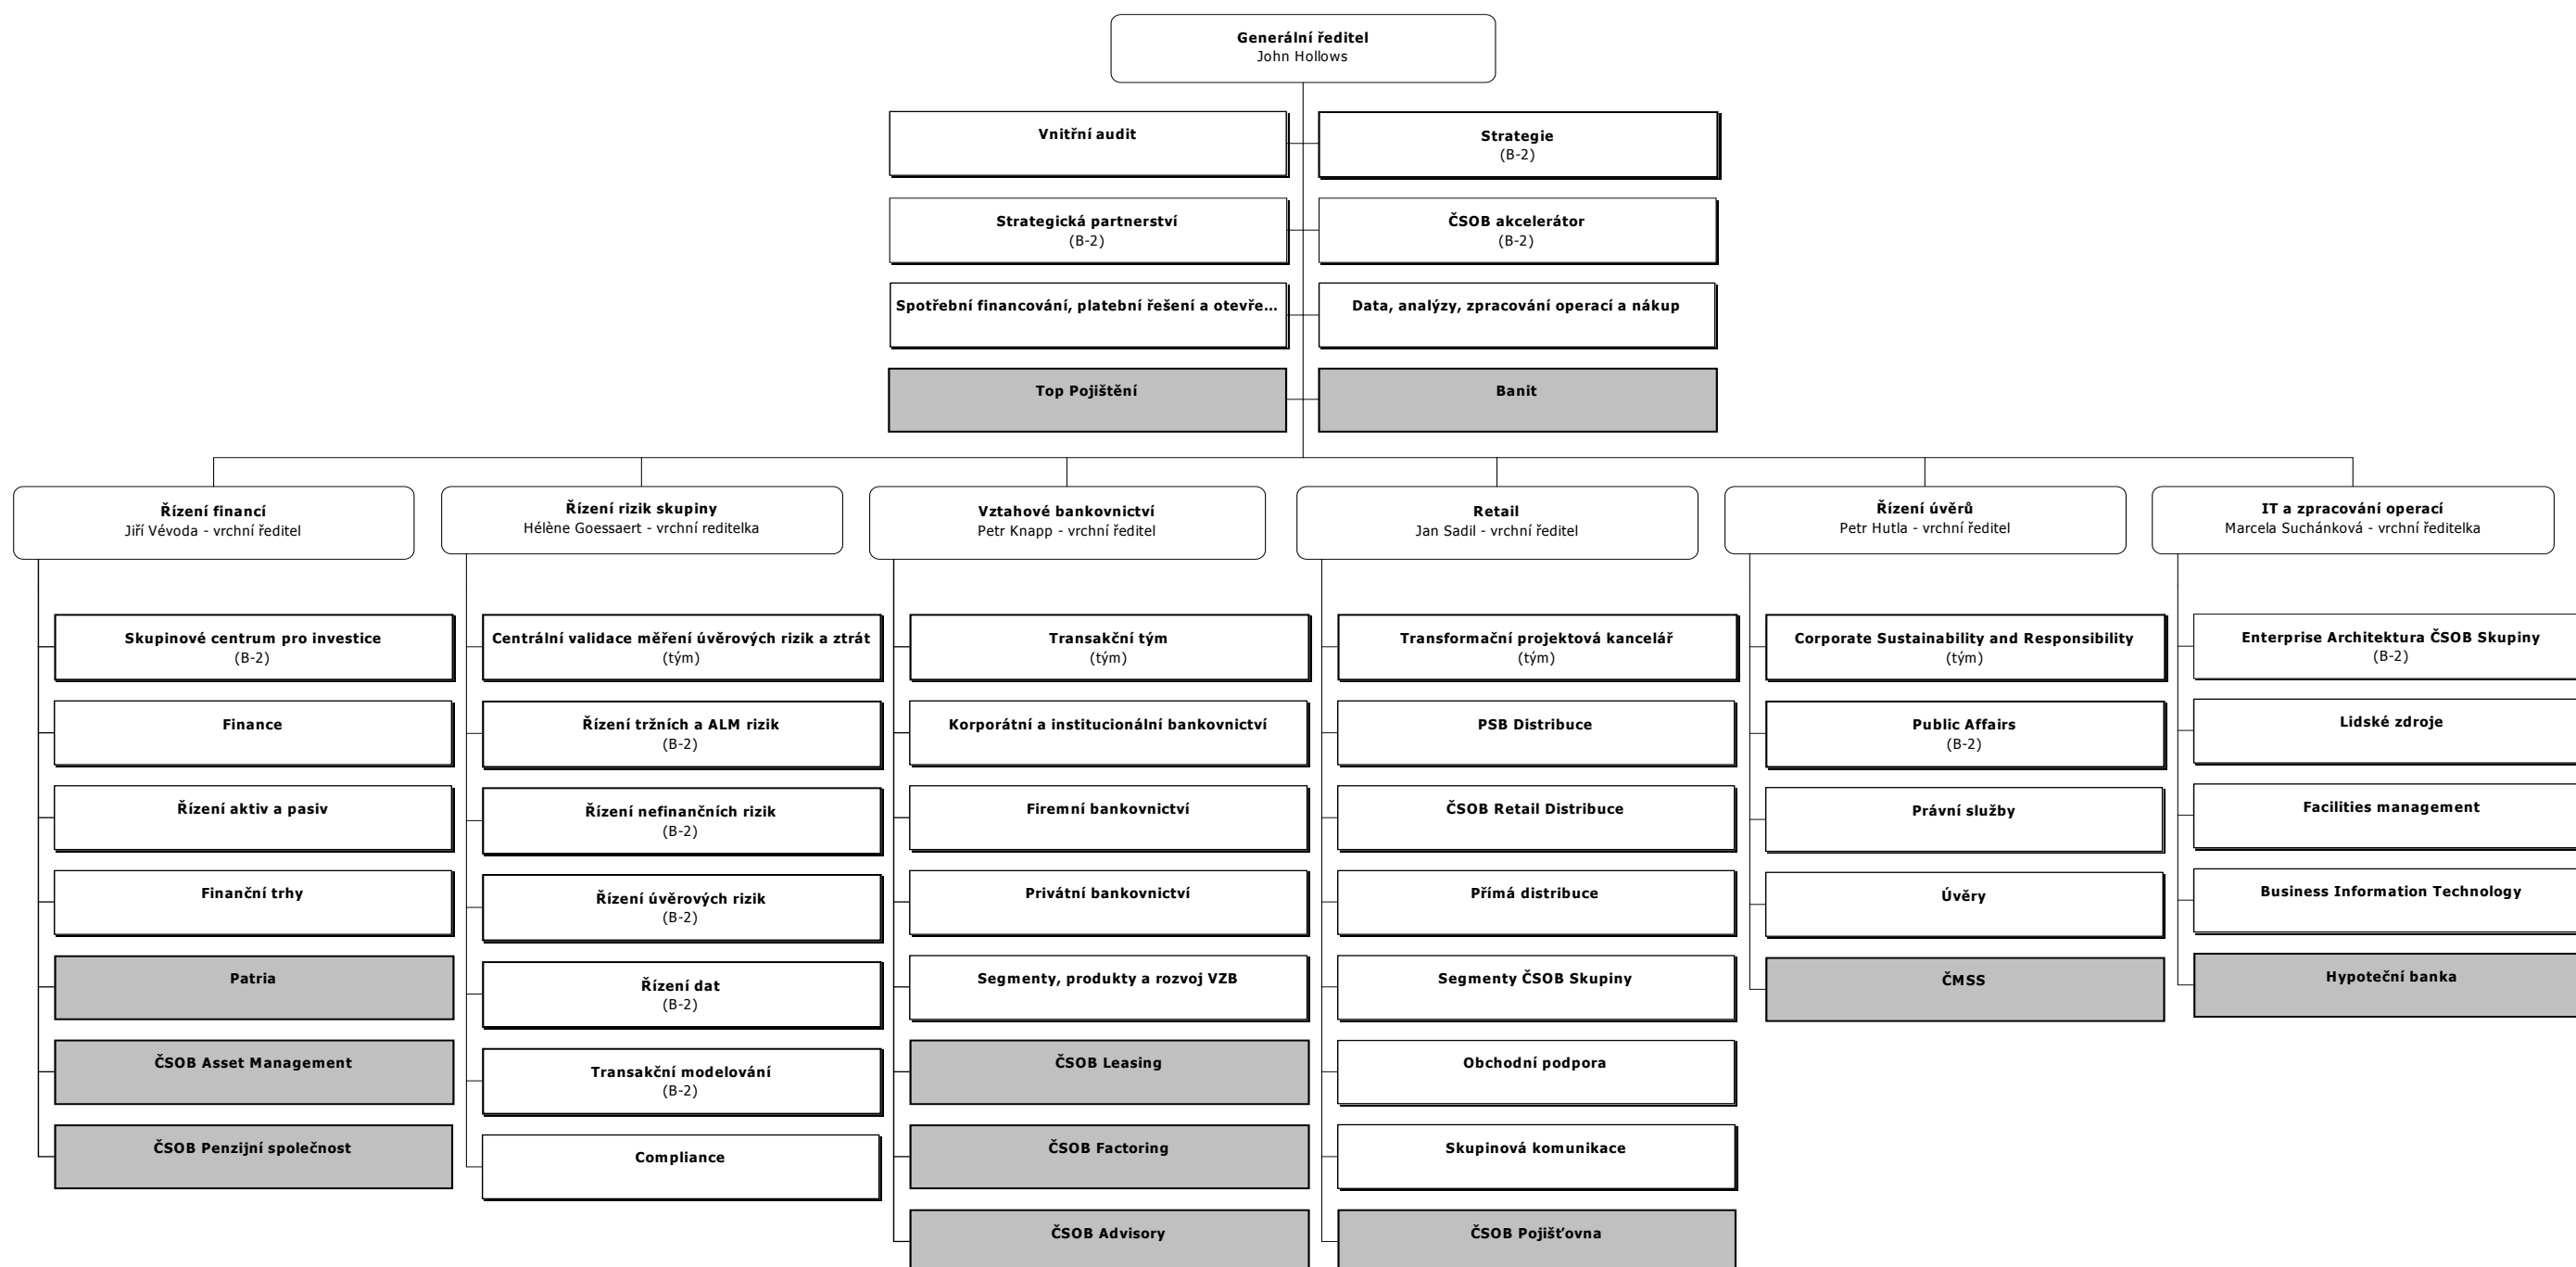 Generální ředitel
John Hollows
Vnitřní audit
Strategie
(B-2)
Strategická partnerství
(B-2)
ČSOB akcelerátor
(B-2)
Spotřební financování, platební řešení a otevře...
Data, analýzy, zpracování operací a nákup
Top Pojištění
Banit
Řízení financí
Jiří Vévoda - vrchní ředitel
Skupinové centrum pro investice
(B-2)
Finance
Řízení aktiv a pasiv
Finanční trhy
Patria
ČSOB Asset Management
ČSOB Penzijní společnost
Řízení rizik skupiny
Hélène Goessaert - vrchní reditelka
Centrální validace měření úvěrových rizik a ztrát
(tým)
Řízení tržních a ALM rizik
(B-2)
Řízení nefinančních rizik
(B-2)
Řízení úvěrových rizik
(B-2)
Řízení dat
(B-2)
Transakční modelování
(B-2)
Compliance
Vztahové bankovnictví
Petr Knapp - vrchní ředitel
Transakční tým
(tým)
Korporátní a institucionální bankovnictví
Firemní bankovnictví
Privátní bankovnictví
Segmenty, produkty a rozvoj VZB
ČSOB Leasing
ČSOB Factoring
ČSOB Advisory
Retail
Jan Sadil - vrchní ředitel
Transformační projektová kancelář
(tým)
PSB Distribuce
ČSOB Retail Distribuce
Přímá distribuce
Segmenty ČSOB Skupiny
Obchodní podpora
Skupinová komunikace
ČSOB Pojišťovna
Řízení úvěrů
Petr Hutla - vrchní ředitel
Corporate Sustainability and Responsibility
(tým)
Public Affairs
(B-2)
Právní služby
Úvěry
ČMSS
IT a zpracování operací
Marcela Suchánková - vrchní ředitelka
Enterprise Architektura ČSOB Skupiny
(B-2)
Lidské zdroje
Facilities management
Business Information Technology
Hypoteční banka